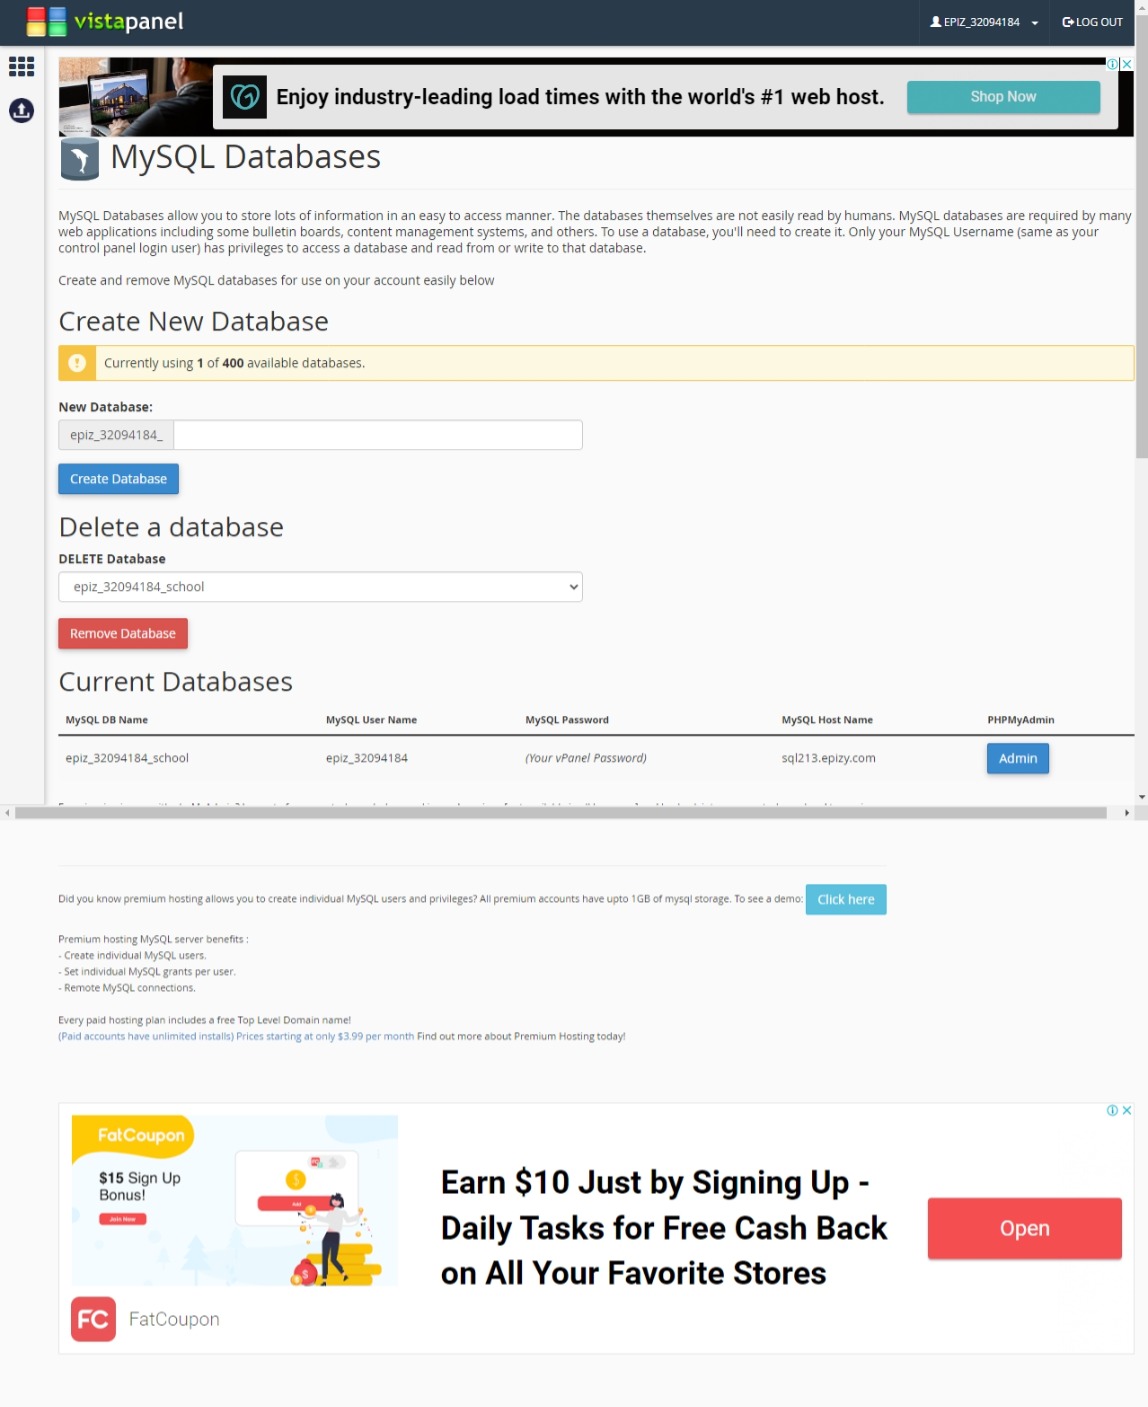 vistapanel
EPIZ_32094184
LOG OUT
Enjoy industry-leading load times with the world's #1 web host.
Shop Now
MySQL Databases
MySQL Databases allow you to store lots of information in an easy to access manner. The databases themselves are not easily read by humans. MySQL databases are required by many
web applications including some bulletin boards, content management systems, and others. To use a database, you'll need to create it. Only your MySQL Username (same as your
control panel login user) has privileges to access a database and read from or write to that database.
Create and remove MySQL databases for use on your account easily below
Create New Database
Currently using 1 of 400 available databases.
New Database:
epiz_32094184_
Create Database
Delete a database
DELETE Database
epiz_32094184_school
Remove Database
Current Databases
MySQL DB Name MySQL User Name MySQL Password MySQL Host Name PHPMyAdmin
epiz_32094184_school epiz_32094184 (Your vPanel Password) sql213.epizy.com Admin
Did you know premium hosting allows you to create individual MySQL users and privileges? All premium accounts have upto 1GB of mysql storage. To see a demo: Click here
Premium hosting MySQL server benefits :
- Create individual MySQL users.
- Set individual MySQL grants per user.
- Remote MySQL connections.
Every paid hosting plan includes a free Top Level Domain name!
(Paid accounts have unlimited installs) Prices starting at only $3.99 per month Find out more about Premium Hosting today!
FatCoupon
$15 Sign Up
Bonus!
Join Now
Add
Earn $10 Just by Signing Up -
Daily Tasks for Free Cash Back
on All Your Favorite Stores
Open
FC
FatCoupon